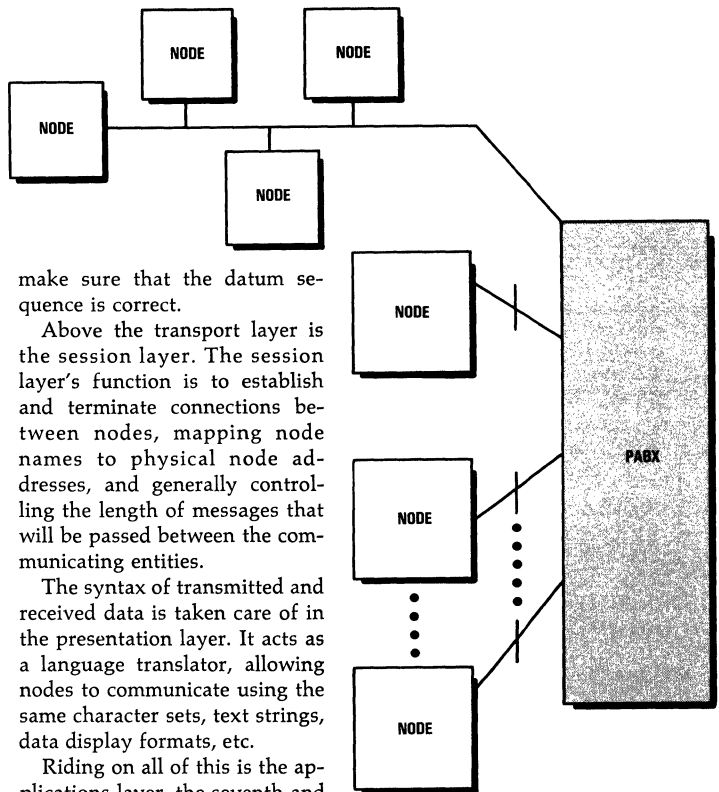 NODE
NODE
NODE
NODE
make sure that the datum se-
quence is correct.
Above the transport layer is
the session layer. The session
layer's function is to establish
and terminate connections be-
tween nodes, mapping node
names to physical node ad-
dresses, and generally control-
ling the length of messages that
will be passed between the com-
municating entities.
The syntax of transmitted and
received data is taken care of in
the presentation layer. It acts as
a language translator, allowing
nodes to communicate using the
same character sets, text strings,
data display formats, etc.
Riding on all of this is the ap-
plications layer, the seventh and
NODE
NODE
NODE
PABX